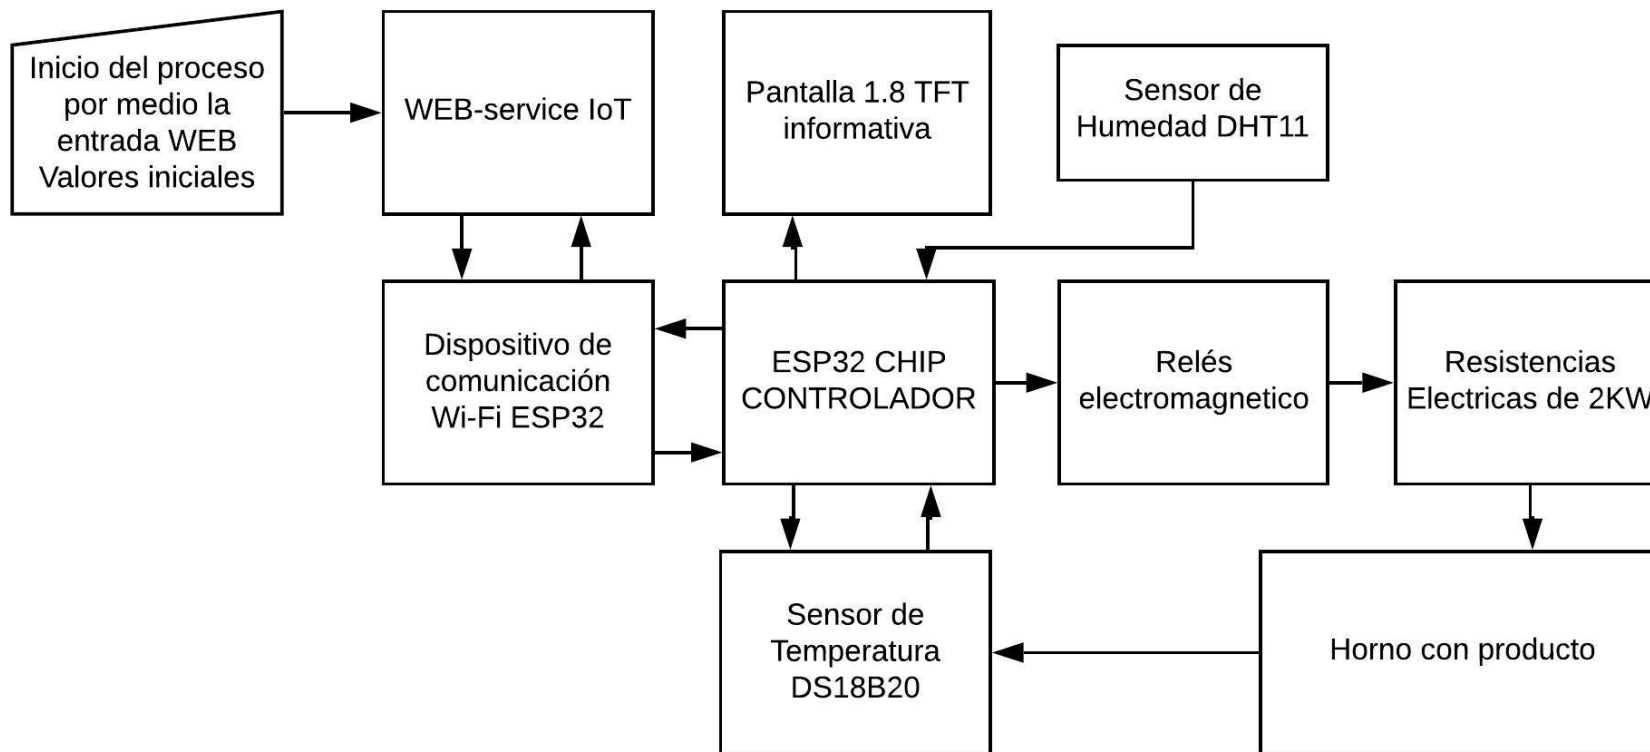 Inicio del proceso
por medio la
entrada WEB
Valores iniciales
WEB-service IoT
Pantalla 1.8 TFT
informativa
Sensor de
Humedad DHT11
Dispositivo de
comunicación
Wi-Fi ESP32
ESP32 CHIP
CONTROLADOR
Relés
electromagnetico
Resistencias
Electricas de 2KW
Sensor de
Temperatura
DS18B20
Horno con producto